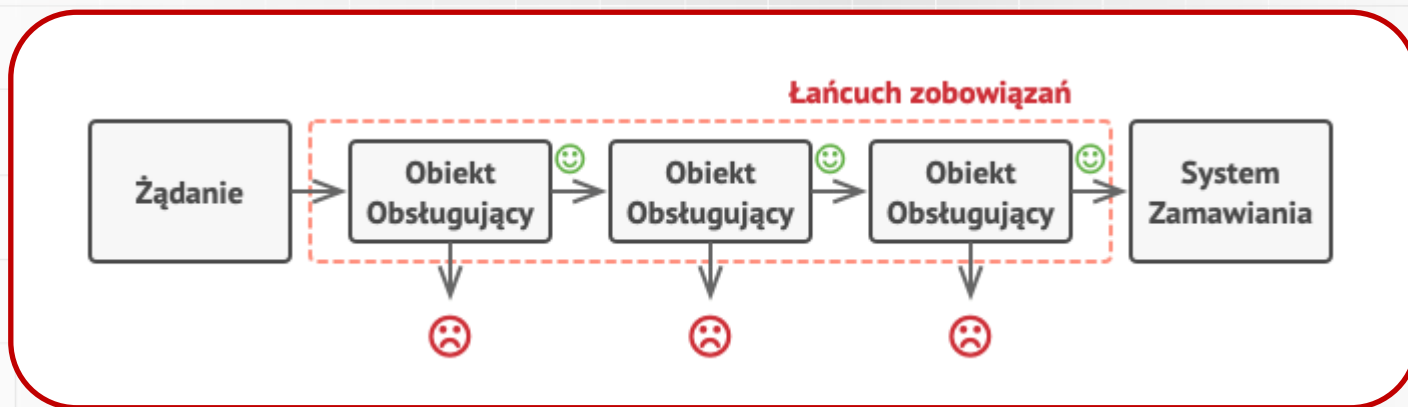 Łańcuch zobowiązań
Żądanie
Obiekt
Obsługujący
Obiekt
Obsługujący
Obiekt
Obsługujący
System
Zamawiania